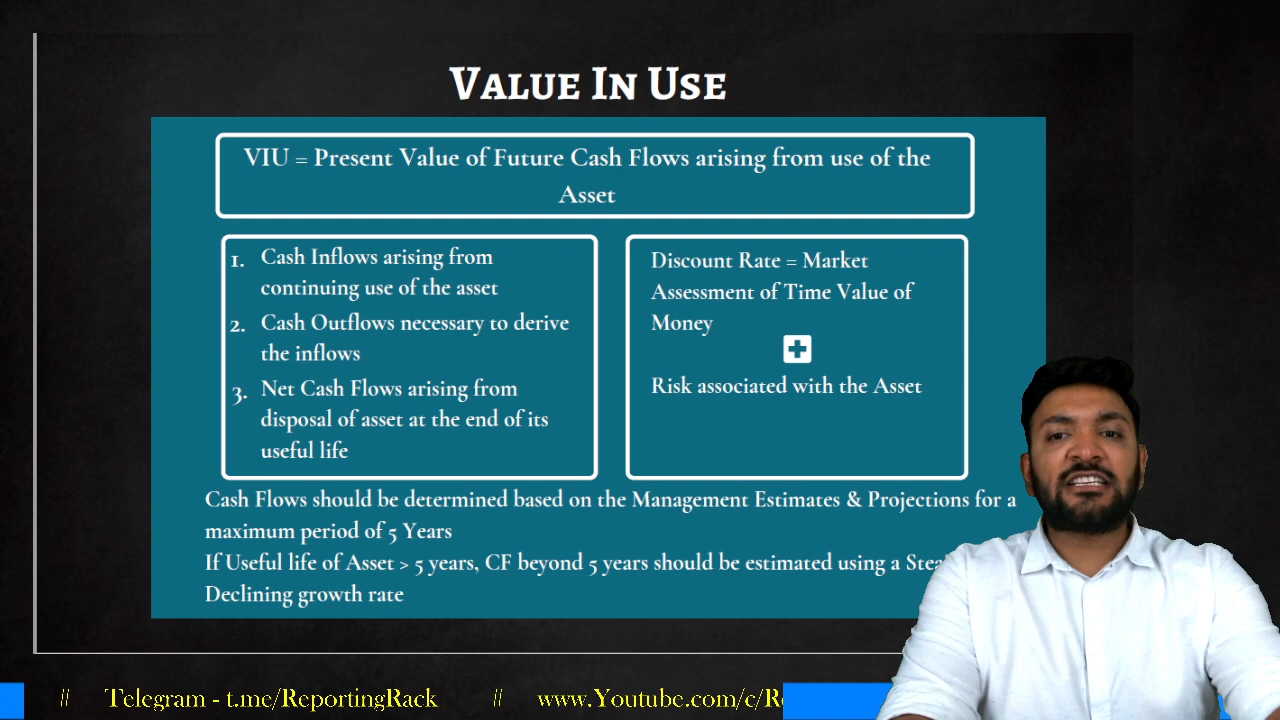 VALUE IN USE
VIU = Present Value of Future Cash Flows arising from use of the
Asset
1. Cash Inflows arising from
continuing use of the asset
2. Cash Outflows necessary to derive
the inflows
3. Net Cash Flows arising from
disposal of asset at the end of its
useful life
Discount Rate = Market
Assessment of Time Value of
Money
Risk associated with the Asset
Cash Flows should be determined based on the Management Estimates & Projections for a
maximum period of 5 Years
If Useful life of Asset > 5 years, CF beyond 5 years should be estimated using a
Declining growth rate
# Telegram - t.me/ReportingRack # www.Youtube.com/c/Re